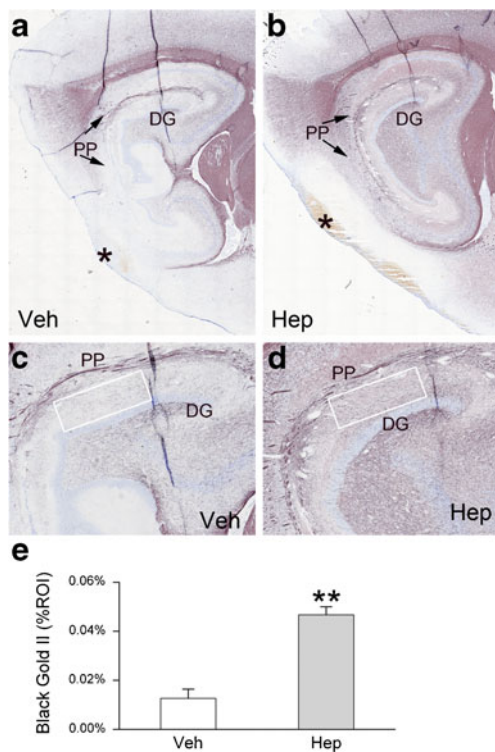 a
b
DG
DG
PP
PP
*
*
Veh
Hep
c
PP
d
PP
DG
DG
Veh
Hep
e
Black Gold II (%ROI)
0.06%
**
0.04%
0.02%
0.00%
Veh
Hep